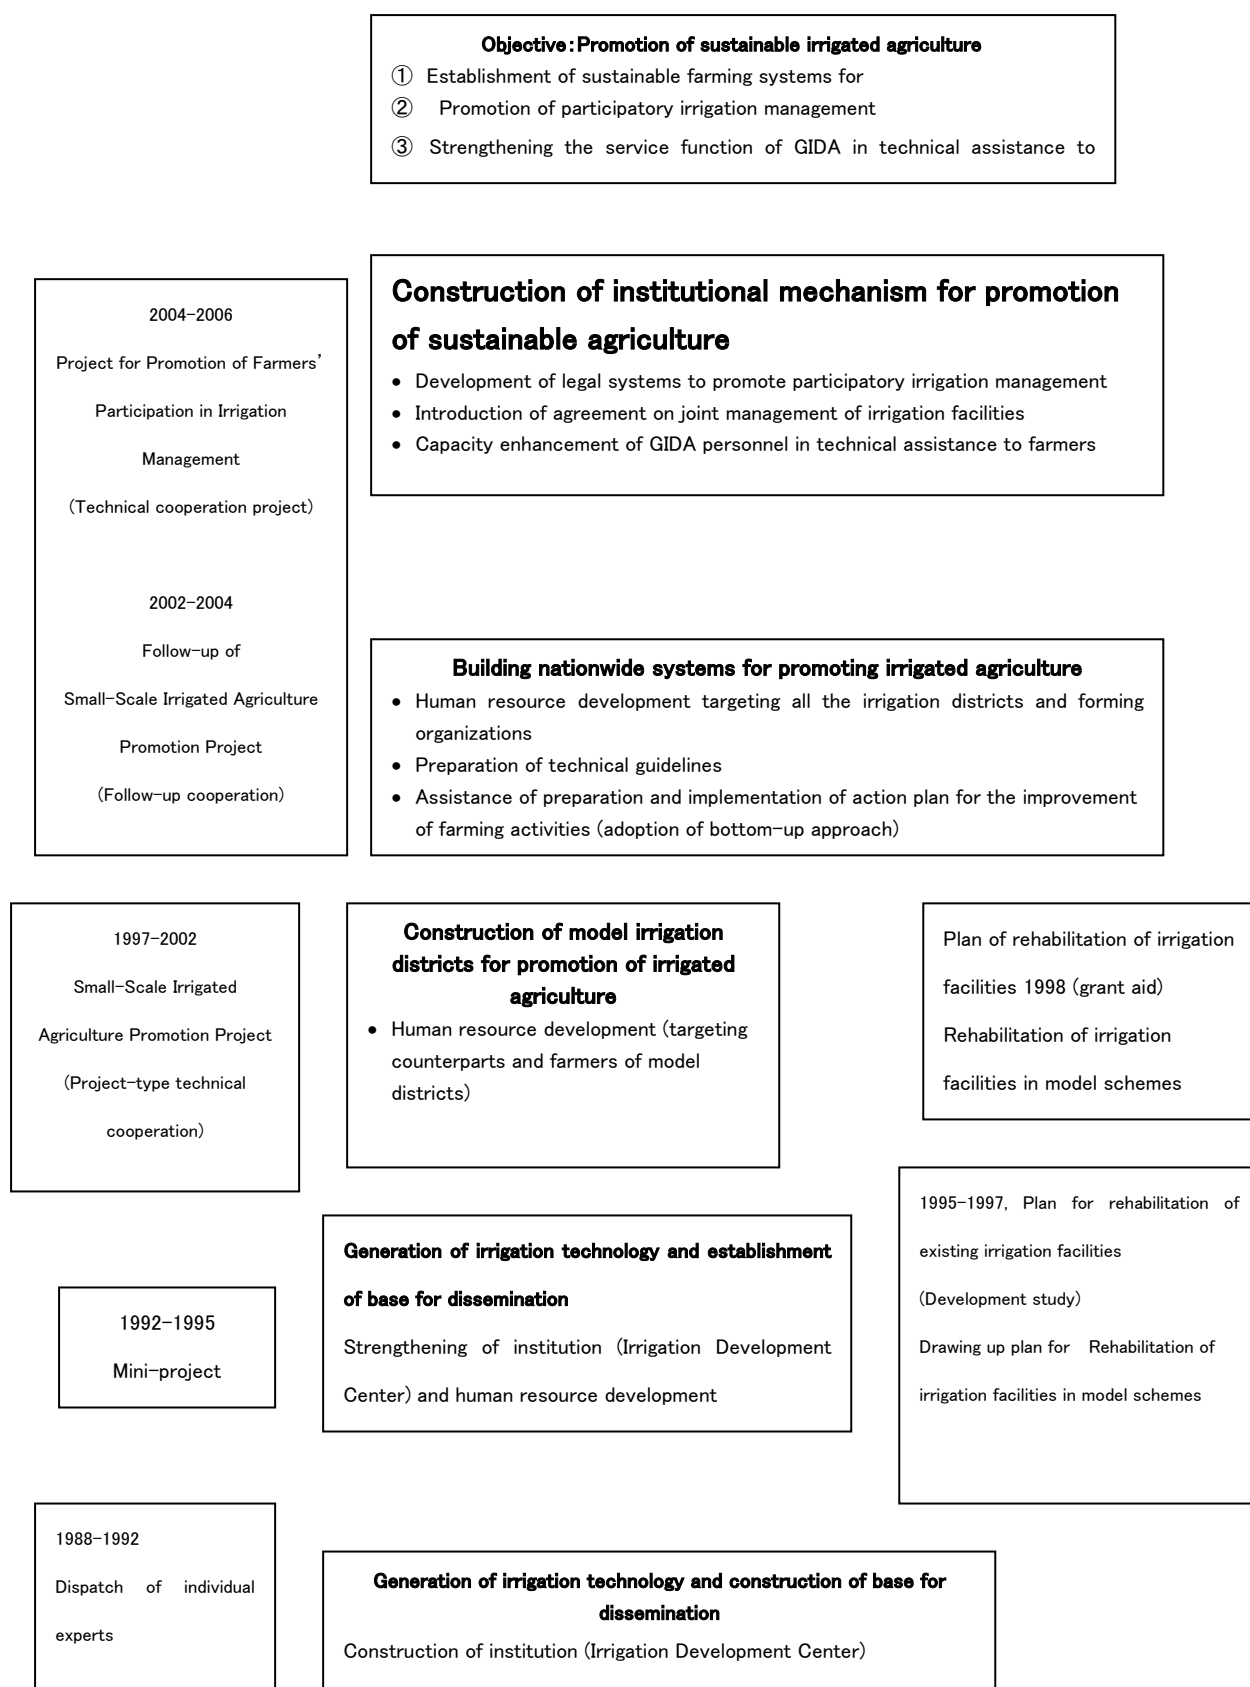 Objective：Promotion of sustainable irrigated agriculture
① Establishment of sustainable farming systems for
② Promotion of participatory irrigation management
③ Strengthening the service function of GIDA in technical assistance to
2004-2006
Project for Promotion of Farmers’
Participation in Irrigation
Management
(Technical cooperation project)
2002-2004
Follow-up of
Small-Scale Irrigated Agriculture
Promotion Project
(Follow-up cooperation)
Construction of institutional mechanism for promotion
of sustainable agriculture
• Development of legal systems to promote participatory irrigation management
• Introduction of agreement on joint management of irrigation facilities
• Capacity enhancement of GIDA personnel in technical assistance to farmers
Building nationwide systems for promoting irrigated agriculture
• Human resource development targeting all the irrigation districts and forming
organizations
• Preparation of technical guidelines
• Assistance of preparation and implementation of action plan for the improvement
of farming activities (adoption of bottom-up approach)
1997-2002
Small-Scale Irrigated
Agriculture Promotion Project
(Project-type technical
cooperation)
Construction of model irrigation
districts for promotion of irrigated
agriculture
• Human resource development (targeting
counterparts and farmers of model
districts)
Plan of rehabilitation of irrigation
facilities 1998 (grant aid)
Rehabilitation of irrigation
facilities in model schemes
1995-1997, Plan for rehabilitation of
existing irrigation facilities
(Development study)
Drawing up plan for Rehabilitation of
irrigation facilities in model schemes
1992-1995
Mini-project
Generation of irrigation technology and establishment
of base for dissemination
Strengthening of institution (Irrigation Development
Center) and human resource development
1988-1992
Dispatch of individual
experts
Generation of irrigation technology and construction of base for
dissemination
Construction of institution (Irrigation Development Center)